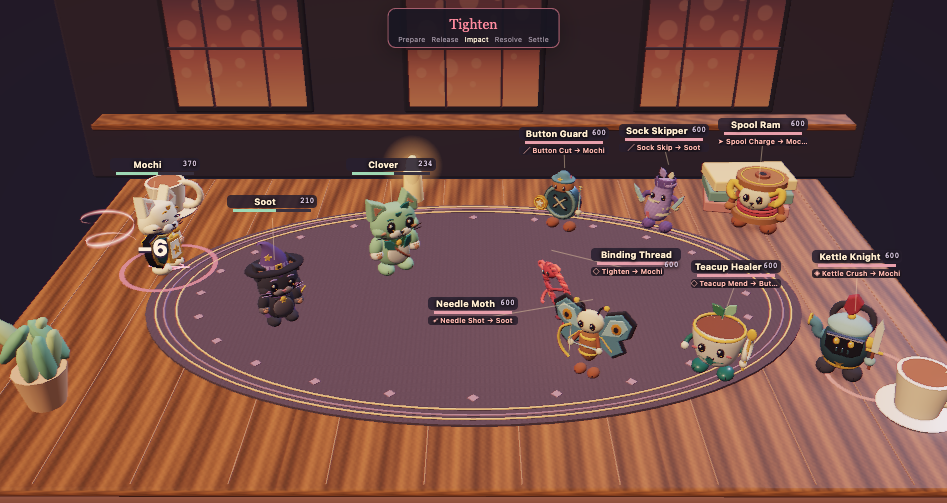 Tighten
Prepare Release Impact Resolve Settle
Button Guard 600
Button Cut → Mochi
Sock Skipper 600
Sock Skip → Soot
Spool Ram 600
Spool Charge → Moc...
Mochi 370
Clover 234
Soot 210
-6
Binding Thread 600
Tighten → Mochi
Teacup Healer 600
Teacup Mend → But...
Kettle Knight 600
Kettle Crush → Mochi
Needle Moth 600
Needle Shot → Soot